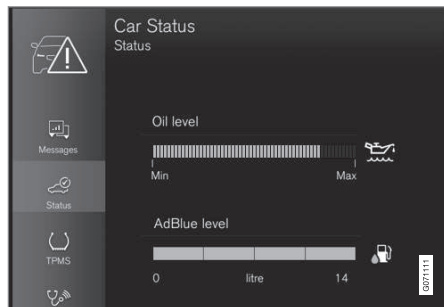 Car Status
Status
Messages
Status
TPMS
Oil level
Min Max
AdBlue level
0 litre 14
G071111